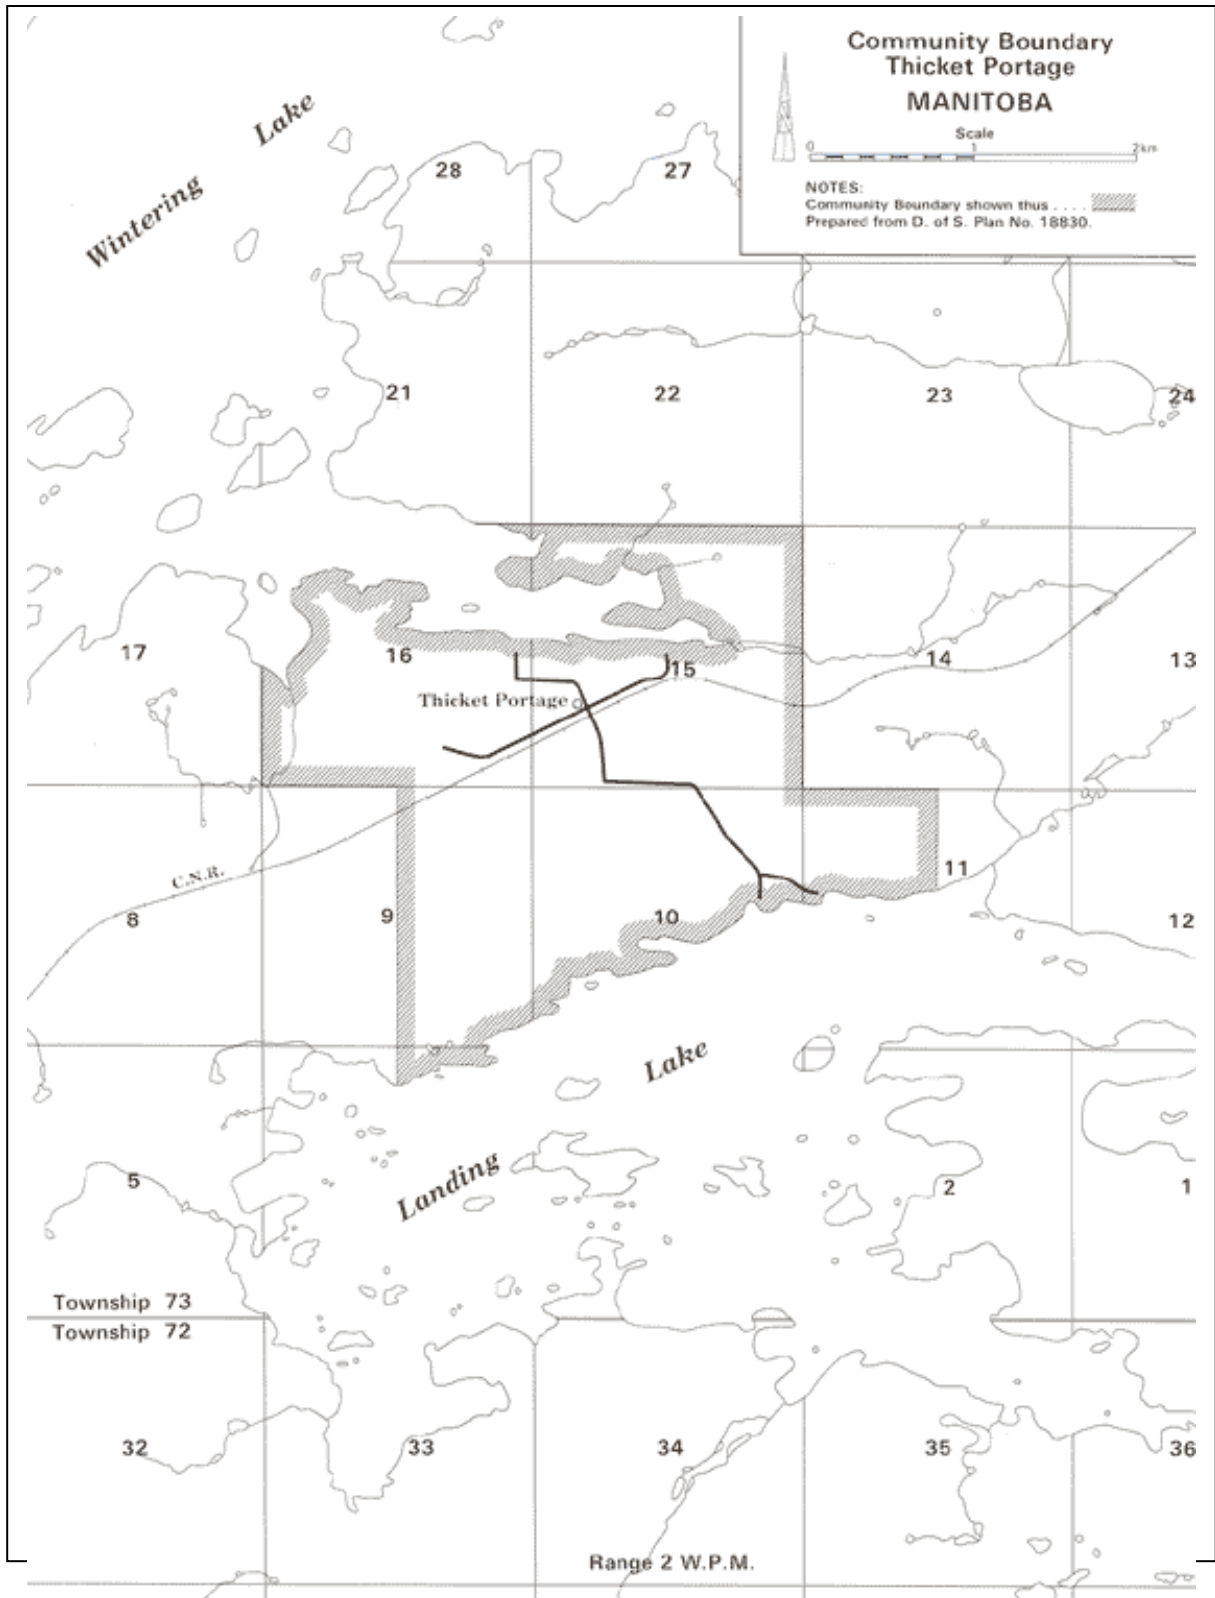 Community Boundary
Thicket Portage
MANITOBA
Scale
0 1 2km
NOTES:
Community Boundary shown thus . . . .
Prepared from D. of S. Plan No. 18830.
Wintering Lake
28
27
21
22
23
24
17
16
15
14
13
Thicket Portage
C.N.R.
8
9
10
11
12
Landing Lake
5
2
1
Township 73
Township 72
32
33
34
35
36
Range 2 W.P.M.